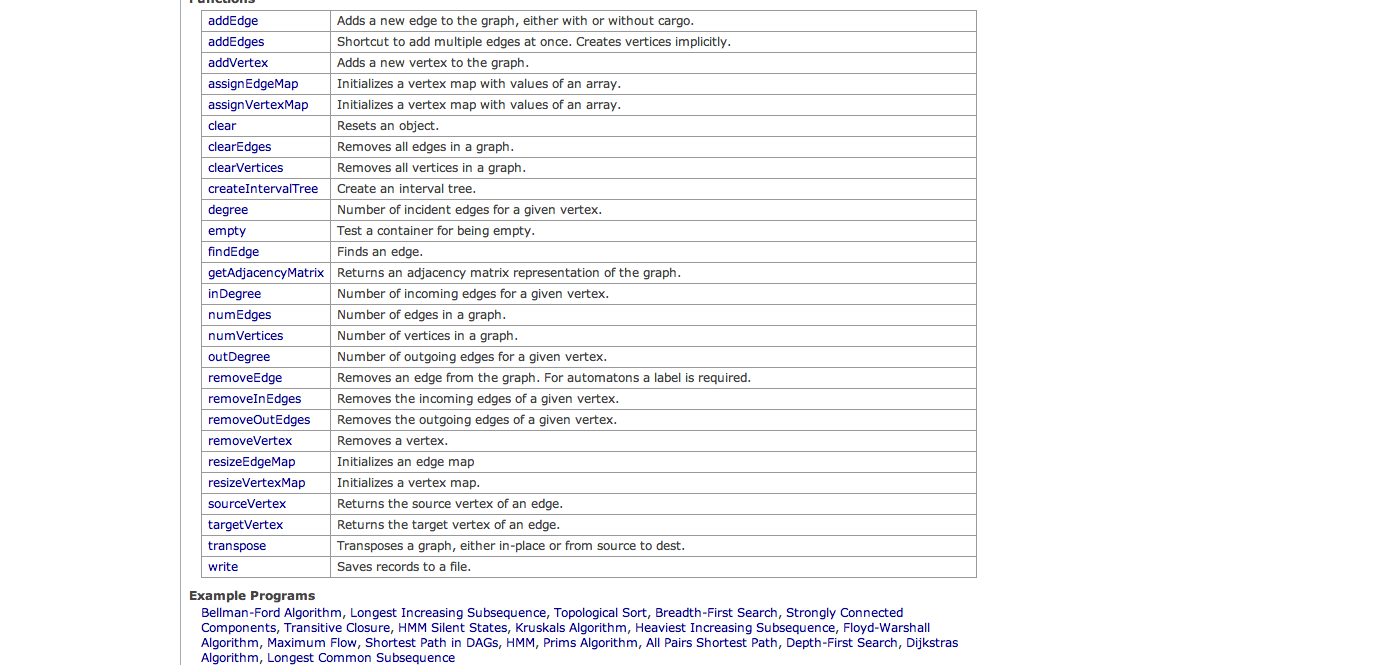 Functions
addEdge Adds a new edge to the graph, either with or without cargo.
addEdges Shortcut to add multiple edges at once. Creates vertices implicitly.
addVertex Adds a new vertex to the graph.
assignEdgeMap Initializes a vertex map with values of an array.
assignVertexMap Initializes a vertex map with values of an array.
clear Resets an object.
clearEdges Removes all edges in a graph.
clearVertices Removes all vertices in a graph.
createIntervalTree Create an interval tree.
degree Number of incident edges for a given vertex.
empty Test a container for being empty.
findEdge Finds an edge.
getAdjacencyMatrix Returns an adjacency matrix representation of the graph.
inDegree Number of incoming edges for a given vertex.
numEdges Number of edges in a graph.
numVertices Number of vertices in a graph.
outDegree Number of outgoing edges for a given vertex.
removeEdge Removes an edge from the graph. For automatons a label is required.
removeInEdges Removes the incoming edges of a given vertex.
removeOutEdges Removes the outgoing edges of a given vertex.
removeVertex Removes a vertex.
resizeEdgeMap Initializes an edge map
resizeVertexMap Initializes a vertex map.
sourceVertex Returns the source vertex of an edge.
targetVertex Returns the target vertex of an edge.
transpose Transposes a graph, either in-place or from source to dest.
write Saves records to a file.
Example Programs
Bellman-Ford Algorithm, Longest Increasing Subsequence, Topological Sort, Breadth-First Search, Strongly Connected
Components, Transitive Closure, HMM Silent States, Kruskals Algorithm, Heaviest Increasing Subsequence, Floyd-Warshall
Algorithm, Maximum Flow, Shortest Path in DAGs, HMM, Prims Algorithm, All Pairs Shortest Path, Depth-First Search, Dijkstras
Algorithm, Longest Common Subsequence